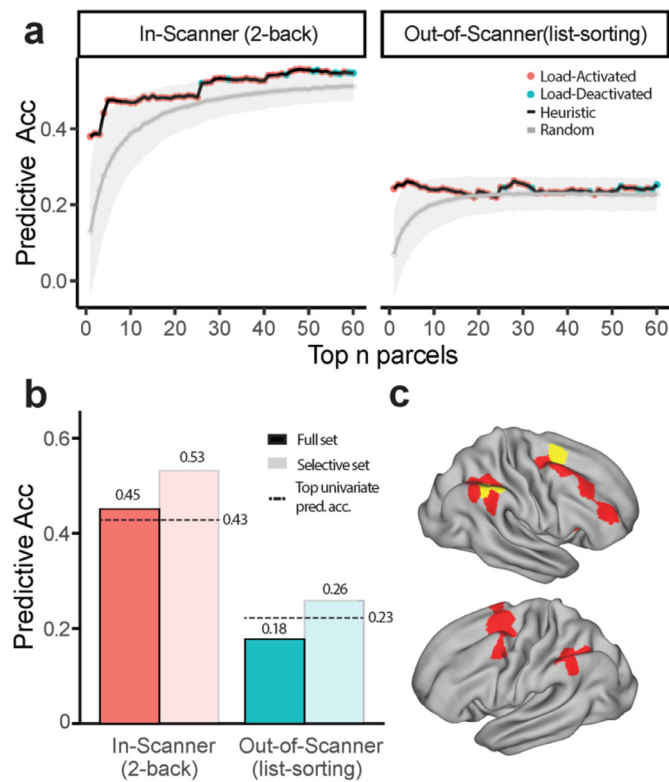 a
In-Scanner (2-back)
Out-of-Scanner(list-sorting)
Predictive Acc
0.4
0.2
0.0
Load-Activated
Load-Deactivated
Heuristic
Random
0 10 20 30 40 50 60
0 10 20 30 40 50 60
Top n parcels
b
Predictive Acc
0.6
0.4
0.2
0
0.45
0.53
0.43
0.18
0.26
0.23
Full set
Selective set
Top univariate
pred. acc.
In-Scanner
(2-back)
Out-of-Scanner
(list-sorting)
c